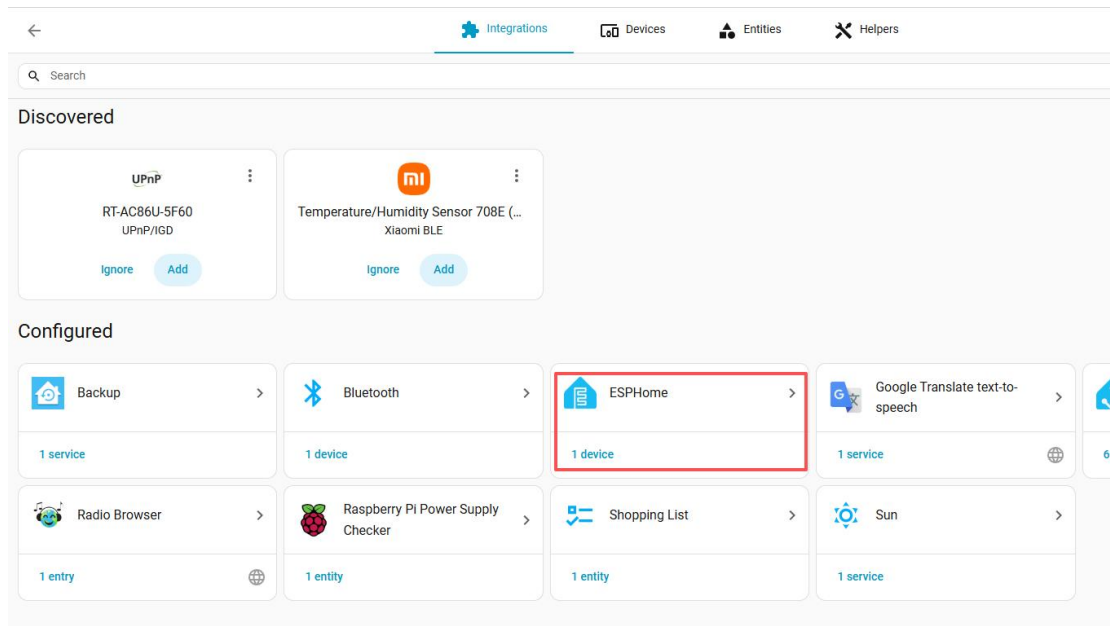 Integrations
Devices
Entities
Helpers
Search
Discovered
UPnP
RT-AC86U-5F60
UPnP/IGD
Ignore
Add
mi
Temperature/Humidity Sensor 708E (...
Xiaomi BLE
Ignore
Add
Configured
Backup
1 service
Bluetooth
1 device
ESPHome
1 device
G 文
Google Translate text-to-
speech
1 service
6
Radio Browser
1 entry
Raspberry Pi Power Supply
Checker
1 entity
Shopping List
1 entity
Sun
1 service